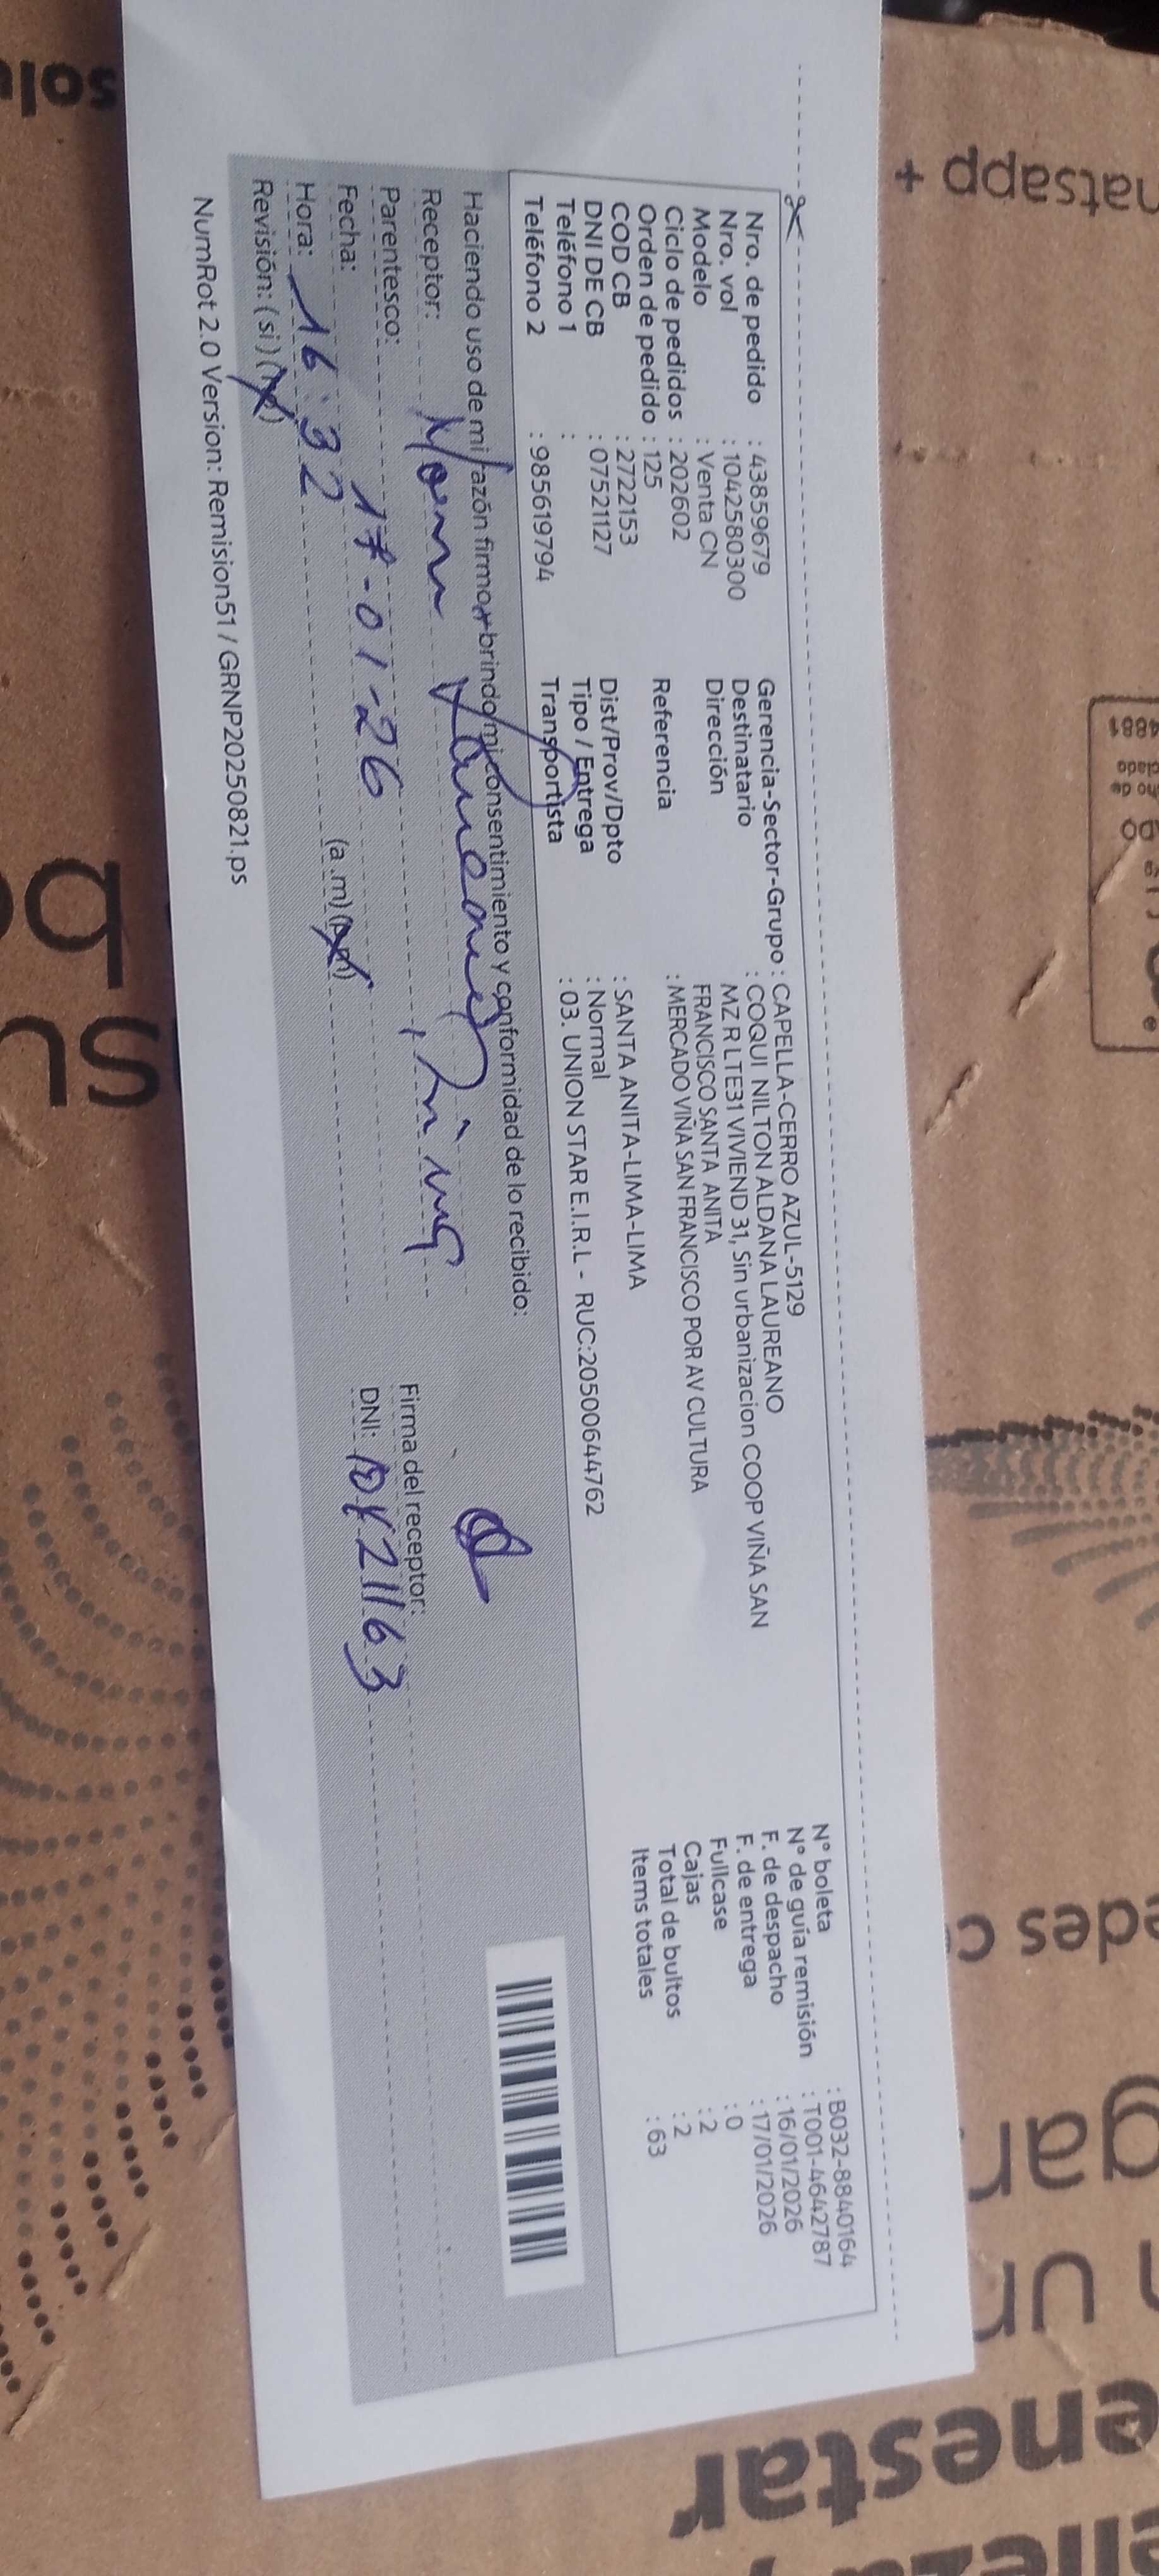 Nro. de pedido : 43859679
Nro. vol : 1042580300
Modelo : Venta CN
Ciclo de pedidos : 202602
Orden de pedido : 125
COD CB : 2722153
DNI DE CB : 07521127
Teléfono 1 :
Teléfono 2 : 985619794
Gerencia-Sector-Grupo : CAPELLA-CERRO AZUL-5129
Destinatario : COQUI NILTON ALDANA LAUREANO
Dirección MZ R LTE31 VIVIEND 31, Sin urbanizacion COOP VIÑA SAN
FRANCISCO SANTA ANITA
Referencia : MERCADO VIÑA SAN FRANCISCO POR AV CULTURA
Dist/Prov/Dpto : SANTA ANITA-LIMA-LIMA
Tipo / Entrega : Normal
Transportista : 03. UNION STAR E.I.R.L - RUC:20500644762
N° boleta : B032-8840164
N° de guía remisión : T001-4642787
F. de despacho : 16/01/2026
F. de entrega : 17/01/2026
Fullcase : 0
Cajas : 2
Total de bultos : 2
Items totales : 63
Haciendo uso de mi razón firmo y brindo mi consentimiento y conformidad de lo recibido:
Receptor:
Parentesco:
Fecha: 17-01-26
Hora: 16:32 (a.m) (p.m)
Revisión: (si) (no)
Firma del receptor:
DNI:
NumRot 2.0 Version: Remision51 / GRNP20250821.ps
atsapp +
enestar